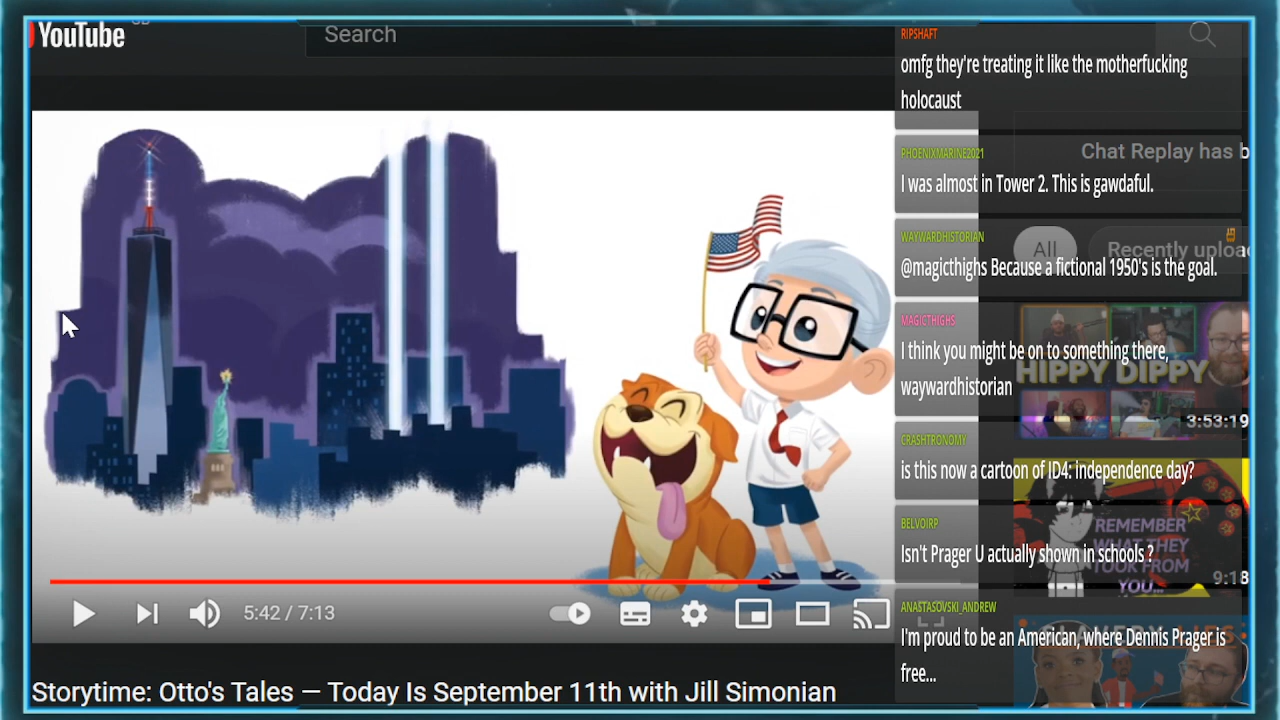 YouTube
Search
RIPSHAFT
omfg they're treating it like the motherfucking
holocaust
Chat Replay has b
PHOENIXMARINE2021
I was almost in Tower 2. This is gawdaful.
WAYWARDHISTORIAN
All
Recently uploa
@magicthighs Because a fictional 1950's is the goal.
MAGICTHIGHS
I think you might be on to something there,
waywardhistorian
HIPPY DIPPY
3:53:19
CRASHTRONOMY
is this now a cartoon of ID4: independence day?
BELVOIRP
REMEMBER
WHAT THEY
TOOK FROM
YOU...
Isn't Prager U actually shown in schools ?
9:18
ANASTASOVSKI_ANDREW
I'm proud to be an American, where Dennis Prager is
free...
5:42 / 7:13
Storytime: Otto's Tales — Today Is September 11th with Jill Simonian